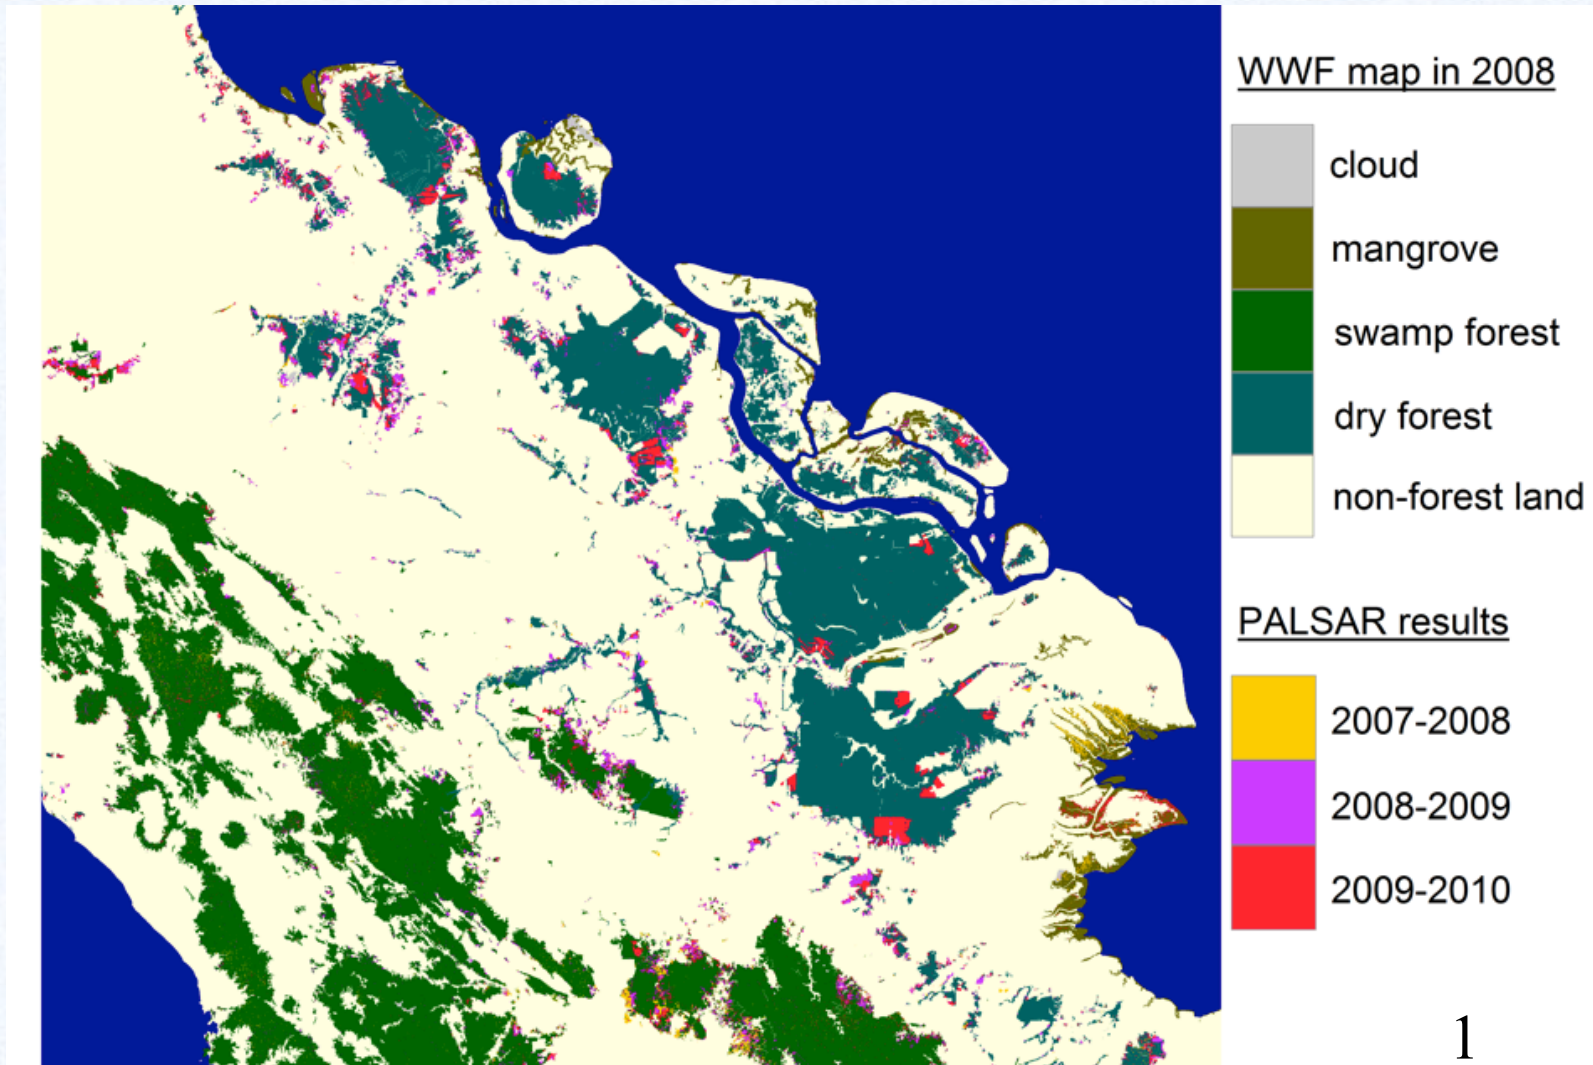 WWF map in 2008
cloud
mangrove
swamp forest
dry forest
non-forest land
PALSAR results
2007-2008
2008-2009
2009-2010
1